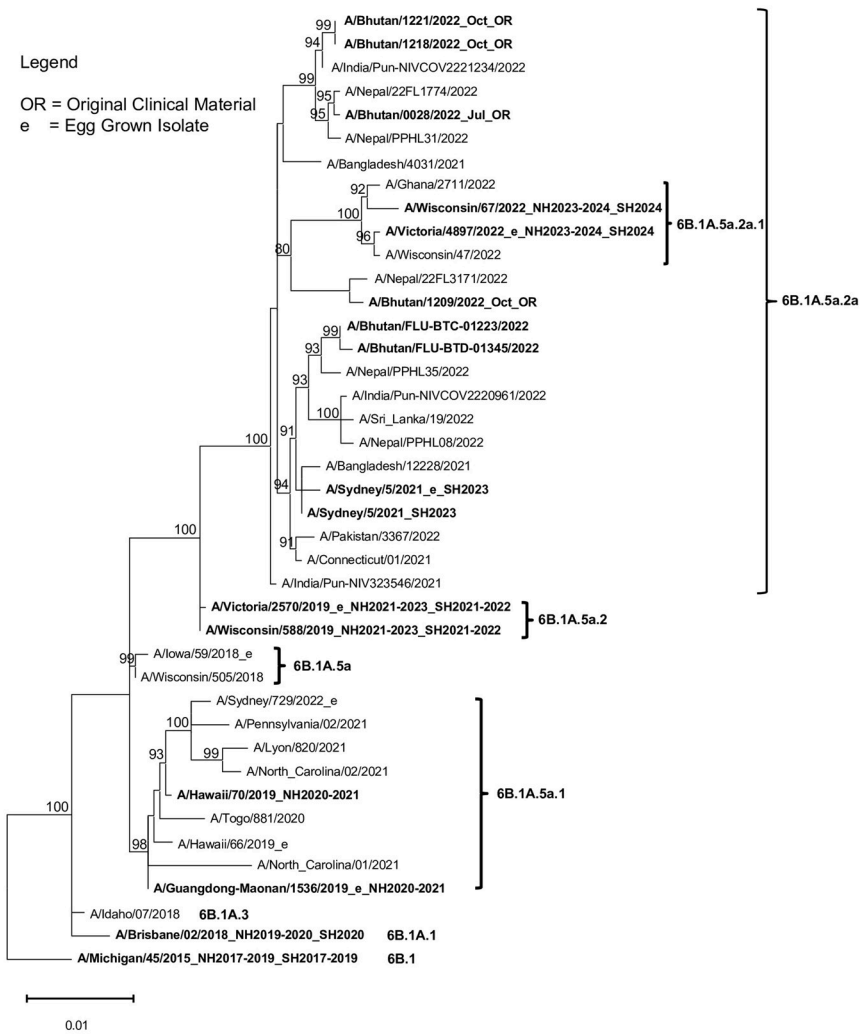 99
A/Bhutan/1221/2022_Oct_OR
94
A/Bhutan/1218/2022_Oct_OR
Legend
99
A/India/Pun-NIVCOV2221234/2022
95
A/Nepal/22FL1774/2022
OR = Original Clinical Material
95
A/Bhutan/0028/2022_Jul_OR
e = Egg Grown Isolate
A/Nepal/PPHL31/2022
A/Bangladesh/4031/2021
92
A/Ghana/2711/2022
100
A/Wisconsin/67/2022_NH2023-2024_SH2024
6B.1A.5a.2a.1
96
A/Victoria/4897/2022_e_NH2023-2024_SH2024
80
A/Wisconsin/47/2022
A/Nepal/22FL3171/2022
A/Bhutan/1209/2022_Oct_OR
6B.1A.5a.2a
99
A/Bhutan/FLU-BTC-01223/2022
93
A/Bhutan/FLU-BTD-01345/2022
93
A/Nepal/PPHL35/2022
A/India/Pun-NIVCOV2220961/2022
100
A/Sri_Lanka/19/2022
91
A/Nepal/PPHL08/2022
100
A/Bangladesh/12228/2021
94
A/Sydney/5/2021_e_SH2023
A/Sydney/5/2021_SH2023
100
A/Pakistan/3367/2022
91
A/Connecticut/01/2021
A/India/Pun-NIV323546/2021
A/Victoria/2570/2019_e_NH2021-2023_SH2021-2022
6B.1A.5a.2
A/Wisconsin/588/2019_NH2021-2023_SH2021-2022
99
A/Iowa/59/2018_e
6B.1A.5a
A/Wisconsin/505/2018
A/Sydney/729/2022_e
100
A/Pennsylvania/02/2021
93
99
A/Lyon/820/2021
A/North_Carolina/02/2021
A/Hawaii/70/2019_NH2020-2021
6B.1A.5a.1
100
A/Togo/881/2020
98
A/Hawaii/66/2019_e
A/North_Carolina/01/2021
A/Guangdong-Maonan/1536/2019_e_NH2020-2021
A/Idaho/07/2018 6B.1A.3
A/Brisbane/02/2018_NH2019-2020_SH2020 6B.1A.1
A/Michigan/45/2015_NH2017-2019_SH2017-2019 6B.1
0.01